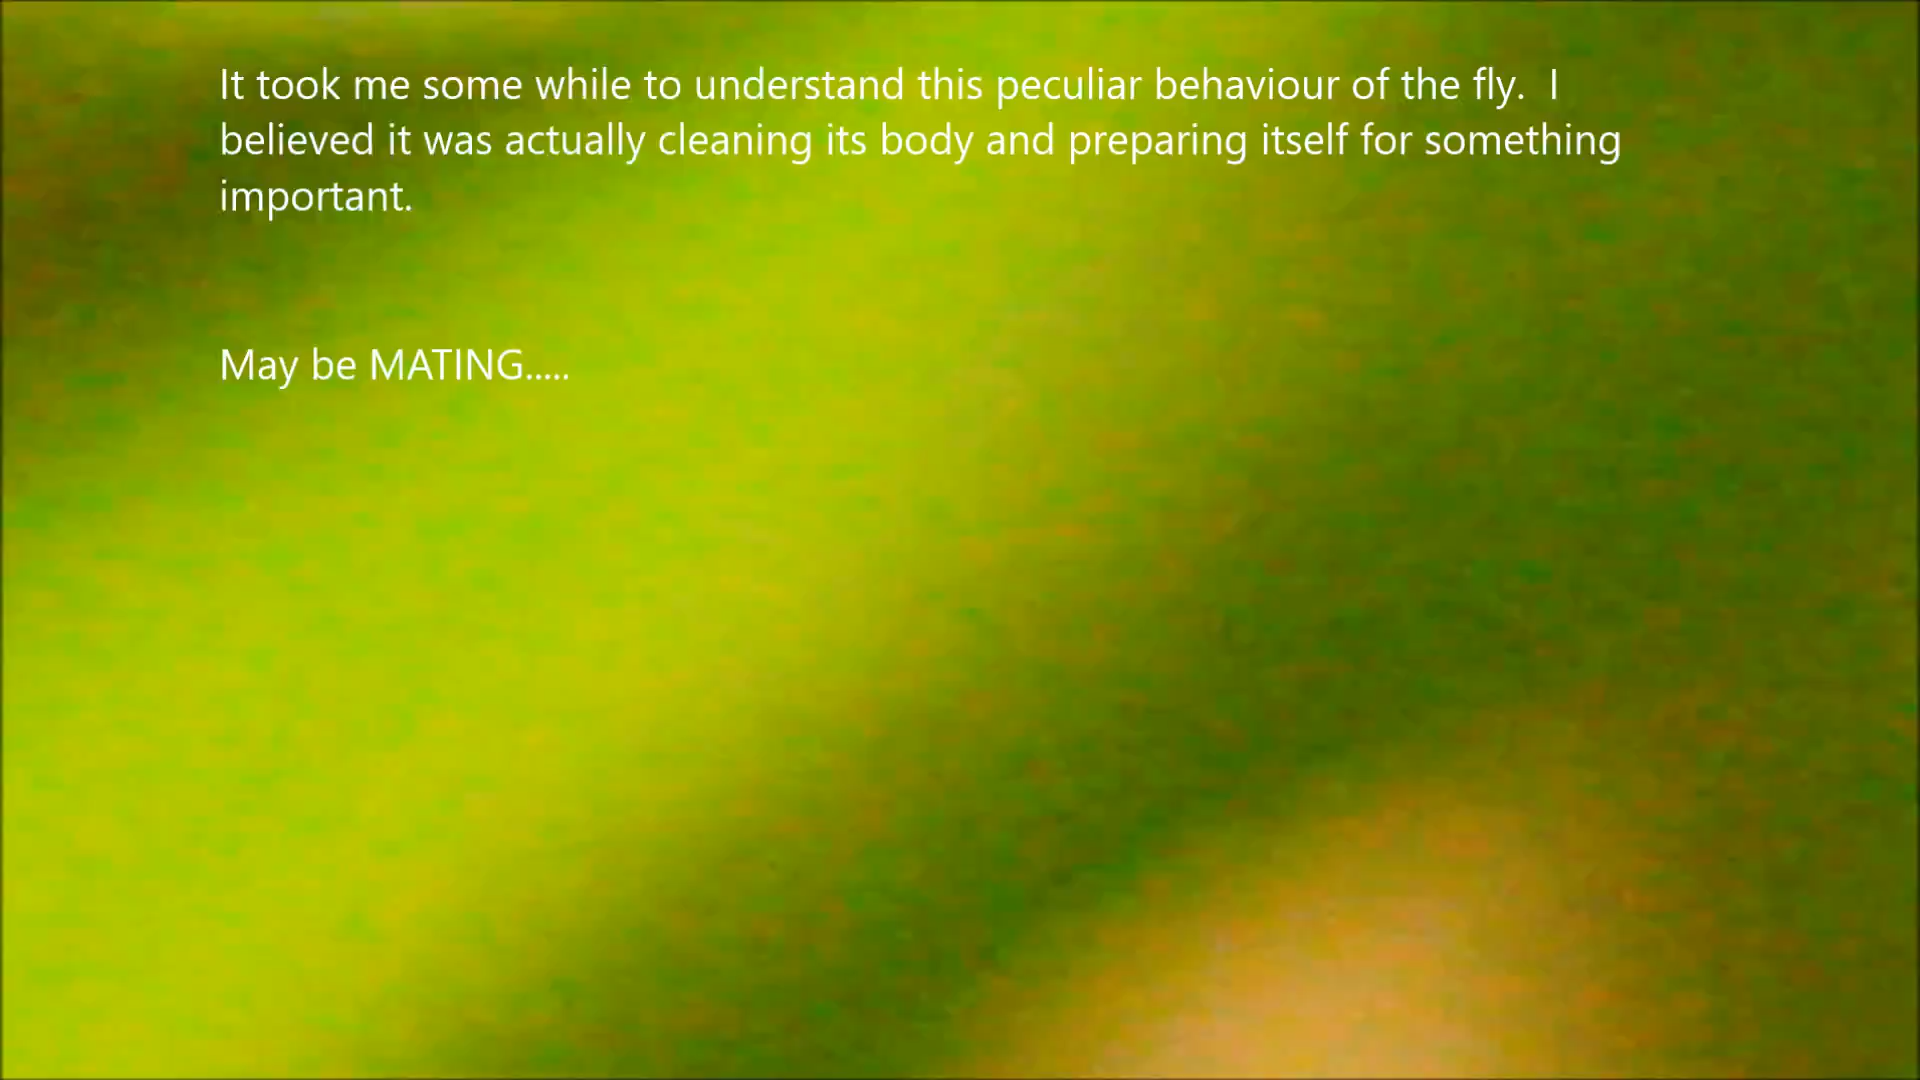 It took me some while to understand this peculiar behaviour of the fly.  I
believed it was actually cleaning its body and preparing itself for something
important.
May be MATING.....